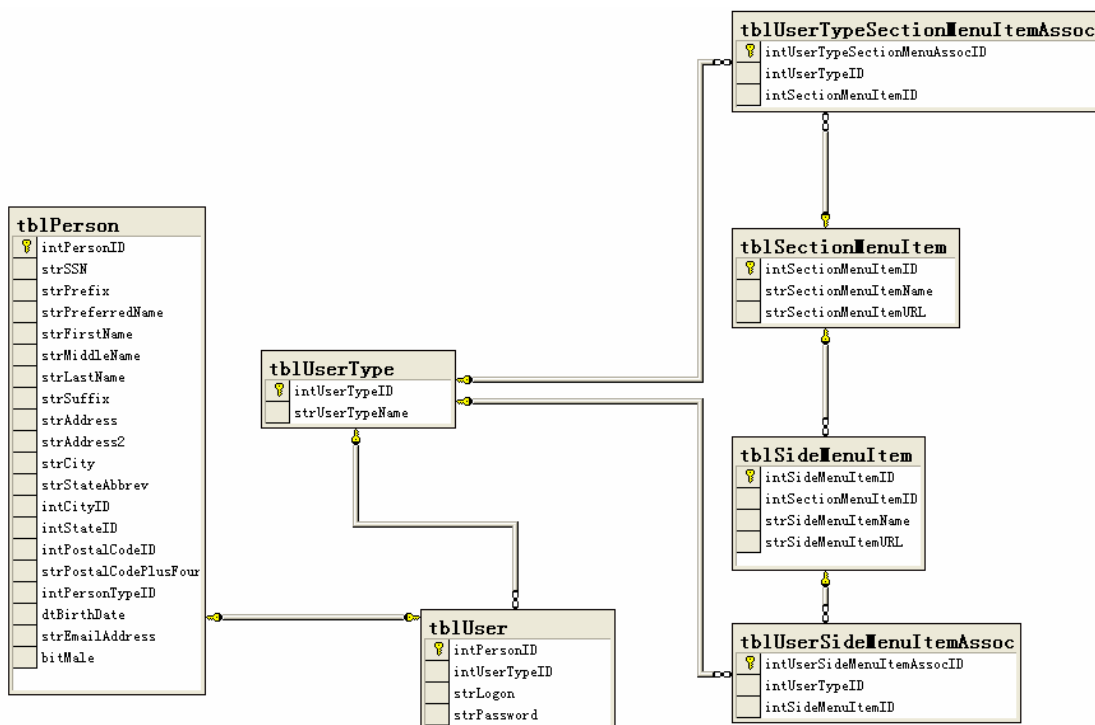 tblUserTypeSectionMenuItemAssoc
intUserTypeSectionMenuAssocID
intUserTypeID
intSectionMenuItemID
tblPerson
intPersonID
strSSN
strPrefix
strPreferredName
strFirstName
strMiddleName
strLastName
strSuffix
strAddress
strAddress2
strCity
strStateAbbrev
intCityID
intStateID
intPostalCodeID
strPostalCodePlusFour
intPersonTypeID
dtBirthDate
strEmailAddress
bitMale
tblSectionMenuItem
intSectionMenuItemID
strSectionMenuItemName
strSectionMenuItemURL
tblUserType
intUserTypeID
strUserTypeName
tblSideMenuItem
intSideMenuItemID
intSectionMenuItemID
strSideMenuItemName
strSideMenuItemURL
tblUser
intPersonID
intUserTypeID
strLogon
strPassword
tblUserSideMenuItemAssoc
intUserSideMenuItemAssocID
intUserTypeID
intSideMenuItemID